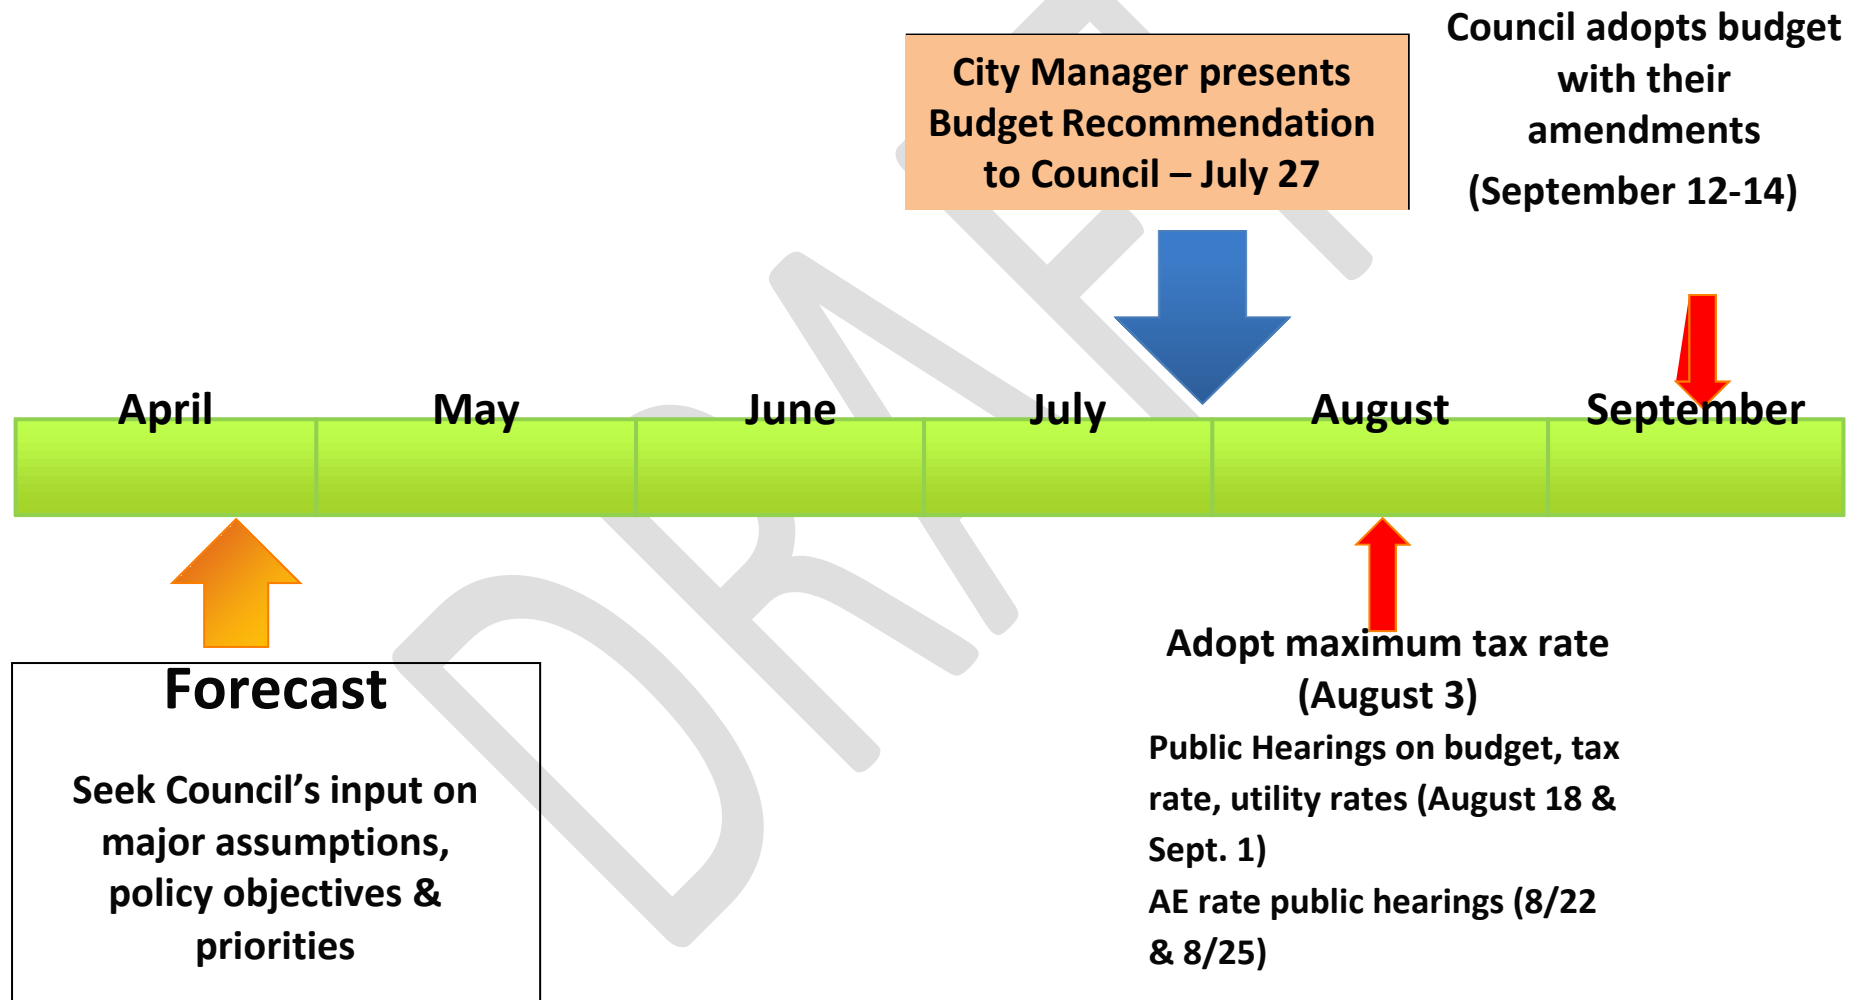 City Manager presents
Budget Recommendation
to Council – July 27
Council adopts budget
with their
amendments
(September 12-14)
April May June July August September
Forecast
Seek Council’s input on
major assumptions,
policy objectives &
priorities
Adopt maximum tax rate
(August 3)
Public Hearings on budget, tax
rate, utility rates (August 18 &
Sept. 1)
AE rate public hearings (8/22
& 8/25)
DRAFT